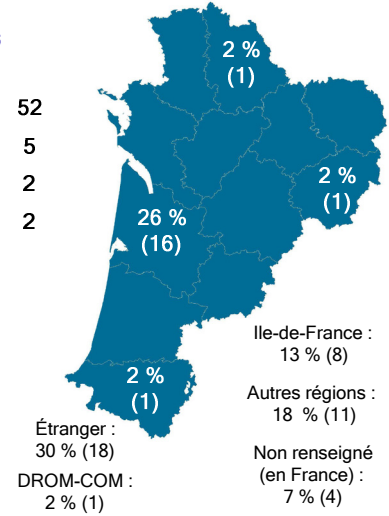 2 %
(1)
52
5
2 %
(1)
2
26 %
(16)
2
Ile-de-France :
13 % (8)
2 %
(1)
Autres régions :
18 % (11)
Étranger :
30 % (18)
Non renseigné
(en France) :
7 % (4)
DROM-COM :
2 % (1)